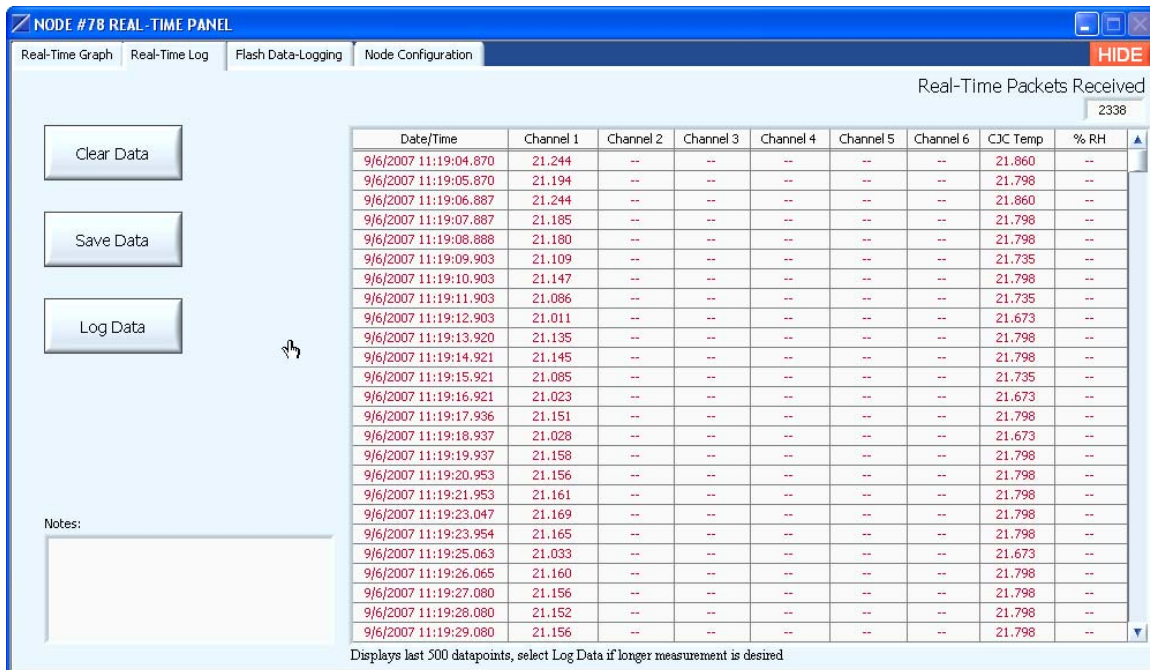 NODE #78 REAL-TIME PANEL
Real-Time Graph Real-Time Log Flash Data-Logging Node Configuration HIDE
Real-Time Packets Received
2338
Clear Data
Save Data
Log Data
Notes:
Date/Time Channel 1 Channel 2 Channel 3 Channel 4 Channel 5 Channel 6 CJC Temp % RH
9/6/2007 11:19:04.870 21.244 -- -- -- -- -- 21.860 --
9/6/2007 11:19:05.870 21.194 -- -- -- -- -- 21.798 --
9/6/2007 11:19:06.887 21.244 -- -- -- -- -- 21.860 --
9/6/2007 11:19:07.887 21.185 -- -- -- -- -- 21.798 --
9/6/2007 11:19:08.888 21.180 -- -- -- -- -- 21.798 --
9/6/2007 11:19:09.903 21.109 -- -- -- -- -- 21.735 --
9/6/2007 11:19:10.903 21.147 -- -- -- -- -- 21.798 --
9/6/2007 11:19:11.903 21.086 -- -- -- -- -- 21.735 --
9/6/2007 11:19:12.903 21.011 -- -- -- -- -- 21.673 --
9/6/2007 11:19:13.920 21.135 -- -- -- -- -- 21.798 --
9/6/2007 11:19:14.921 21.145 -- -- -- -- -- 21.798 --
9/6/2007 11:19:15.921 21.085 -- -- -- -- -- 21.735 --
9/6/2007 11:19:16.921 21.023 -- -- -- -- -- 21.673 --
9/6/2007 11:19:17.936 21.151 -- -- -- -- -- 21.798 --
9/6/2007 11:19:18.937 21.028 -- -- -- -- -- 21.673 --
9/6/2007 11:19:19.937 21.158 -- -- -- -- -- 21.798 --
9/6/2007 11:19:20.953 21.156 -- -- -- -- -- 21.798 --
9/6/2007 11:19:21.953 21.161 -- -- -- -- -- 21.798 --
9/6/2007 11:19:23.047 21.169 -- -- -- -- -- 21.798 --
9/6/2007 11:19:23.954 21.165 -- -- -- -- -- 21.798 --
9/6/2007 11:19:25.063 21.033 -- -- -- -- -- 21.673 --
9/6/2007 11:19:26.065 21.160 -- -- -- -- -- 21.798 --
9/6/2007 11:19:27.080 21.156 -- -- -- -- -- 21.798 --
9/6/2007 11:19:28.080 21.152 -- -- -- -- -- 21.798 --
9/6/2007 11:19:29.080 21.156 -- -- -- -- -- 21.798 --
Displays last 500 datapoints, select Log Data if longer measurement is desired